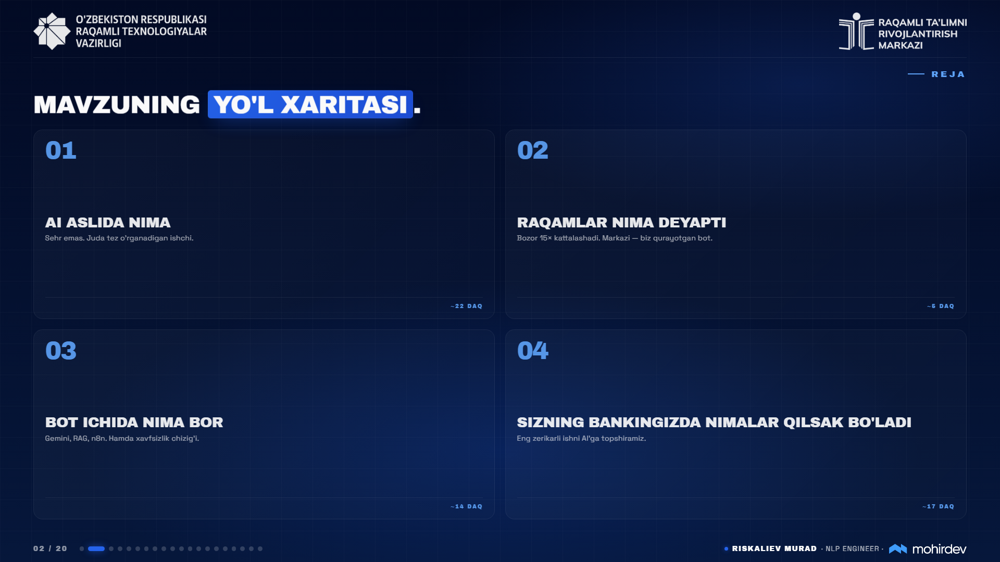 O'ZBEKISTON RESPUBLIKASI
RAQAMLI TEXNOLOGIYALAR
VAZIRLIGI
RAQAMLI TA'LIMNI
RIVOJLANTIRISH
MARKAZI
REJA
MAVZUNING YO'L XARITASI.
01
AI ASLIDA NIMA
Sehr emas. Juda tez o'rganadigan ishchi.
~22 DAQ
02
RAQAMLAR NIMA DEYAPTI
Bozor 15× kattalashadi. Markazi — biz qurayotgan bot.
~5 DAQ
03
BOT ICHIDA NIMA BOR
Gemini, RAG, n8n. Hamda xavfsizlik chizig'i.
~14 DAQ
04
SIZNING BANKINGIZDA NIMALAR QILSAK BO'LADI
Eng zerikarli ishni AI'ga topshiramiz.
~17 DAQ
02 / 20
RISKALIEV MURAD · NLP ENGINEER · mohirdev